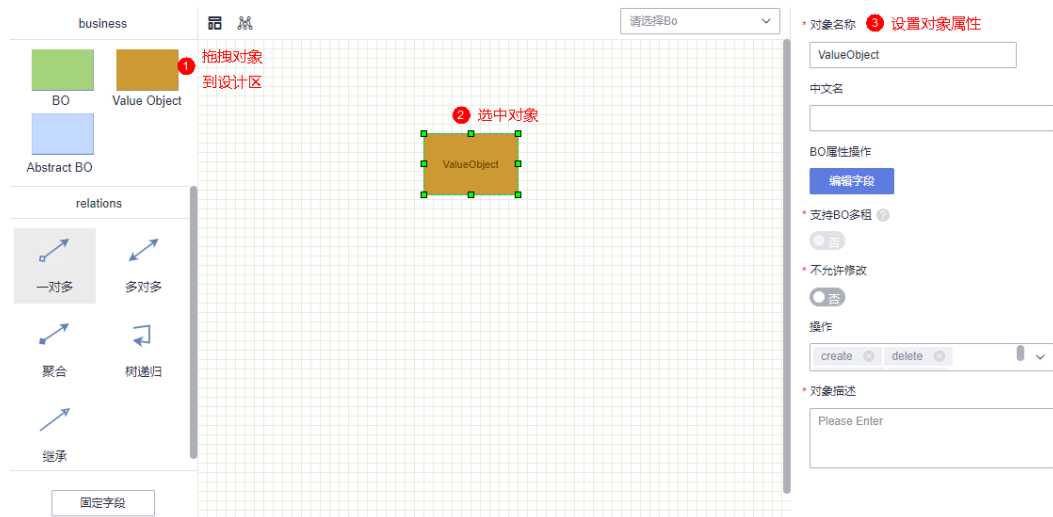 business
BO
Value Object
Abstract BO
relations
一对多
多对多
聚合
树递归
继承
固定字段
请选择Bo
1 拖拽对象
到设计区
2 选中对象
ValueObject
* 对象名称 3 设置对象属性
ValueObject
中文名
BO属性操作
编辑字段
* 支持BO多租 ?
否
* 不允许修改
否
操作
create
delete
* 对象描述
Please Enter